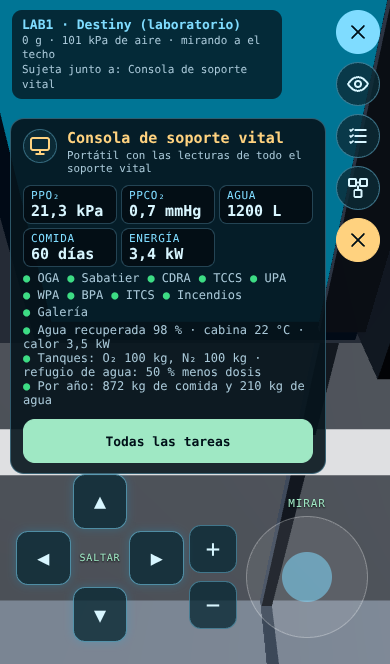 LAB1 · Destiny (laboratorio)
0 g · 101 kPa de aire · mirando a el
techo
Sujeta junto a: Consola de soporte
vital
Consola de soporte vital
Portátil con las lecturas de todo el
soporte vital
PPO₂
21,3 kPa
PPCO₂
0,7 mmHg
AGUA
1200 L
COMIDA
60 días
ENERGÍA
3,4 kW
OGA Sabatier CDRA TCCS UPA
WPA BPA ITCS Incendios
Galería
Agua recuperada 98 % · cabina 22 °C ·
calor 3,5 kW
Tanques: O₂ 100 kg, N₂ 100 kg ·
refugio de agua: 50 % menos dosis
Por año: 872 kg de comida y 210 kg de
agua
Todas las tareas
MIRAR
SALTAR